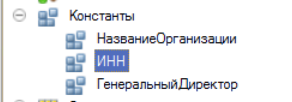 Константы
НазваниеОрганизации
ИНН
ГенеральныйДиректор